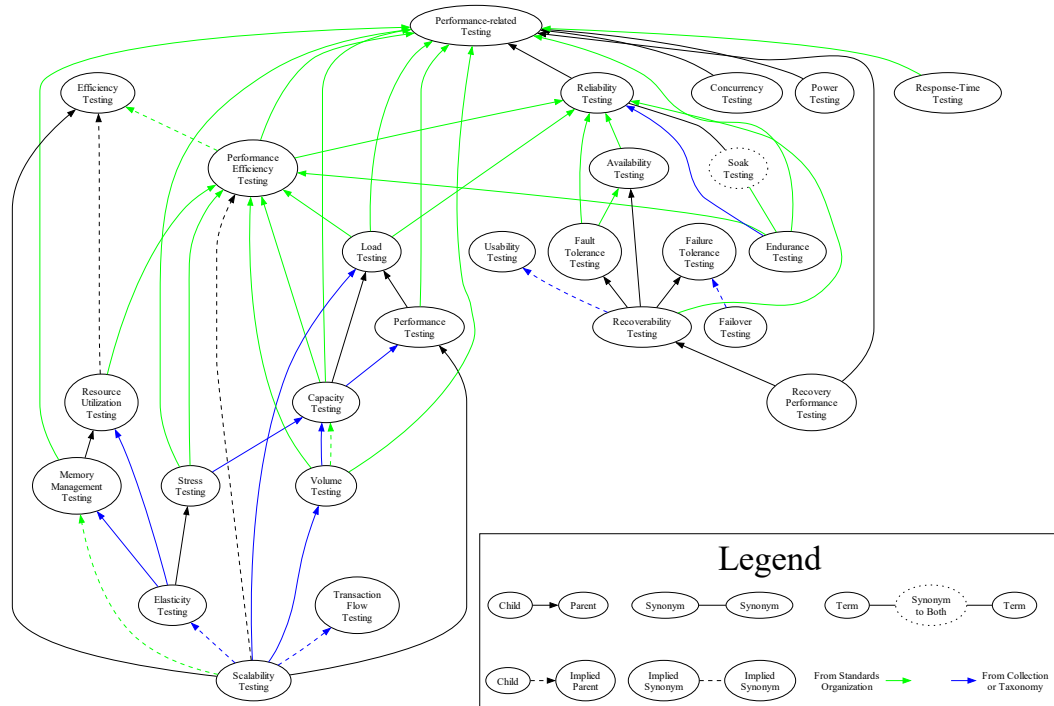 Performance-related
Testing
Efficiency
Testing
Reliability
Testing
Concurrency
Testing
Power
Testing
Response-Time
Testing
Performance
Efficiency
Testing
Availability
Testing
Soak
Testing
Load
Testing
Usability
Testing
Fault
Tolerance
Testing
Failure
Tolerance
Testing
Endurance
Testing
Performance
Testing
Recoverability
Testing
Failover
Testing
Resource
Utilization
Testing
Capacity
Testing
Recovery
Performance
Testing
Memory
Management
Testing
Stress
Testing
Volume
Testing
Elasticity
Testing
Transaction
Flow
Testing
Scalability
Testing
Legend
Child
Parent
Synonym
Synonym
Term
Synonym
to Both
Term
Child
Implied
Parent
Implied
Synonym
Implied
Synonym
From Standards
Organization
From Collection
or Taxonomy